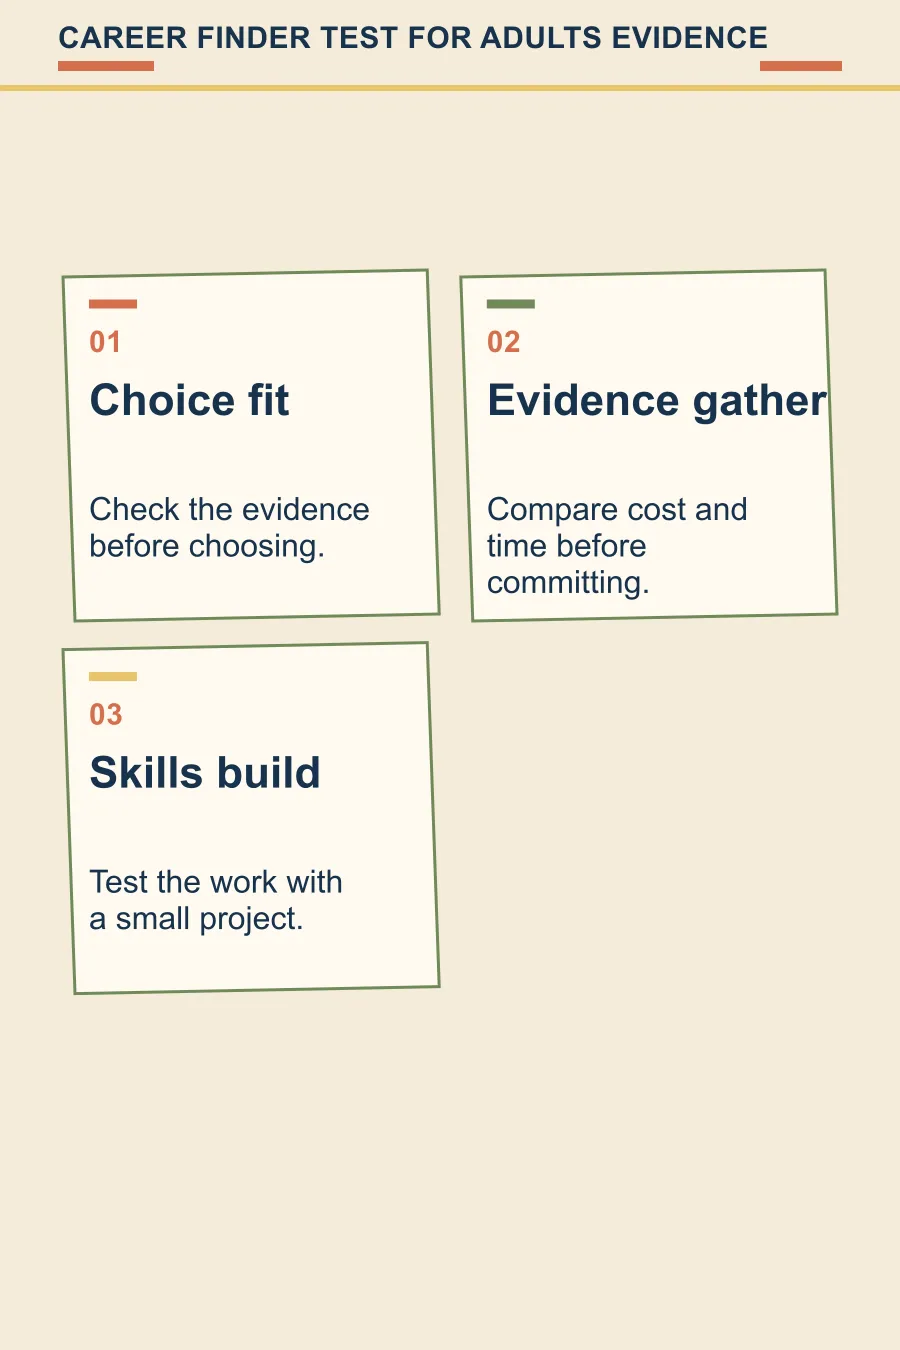 CAREER FINDER TEST FOR ADULTS EVIDENCE
01
Choice fit
Check the evidence
before choosing.
02
Evidence gather
Compare cost and
time before
committing.
03
Skills build
Test the work with
a small project.